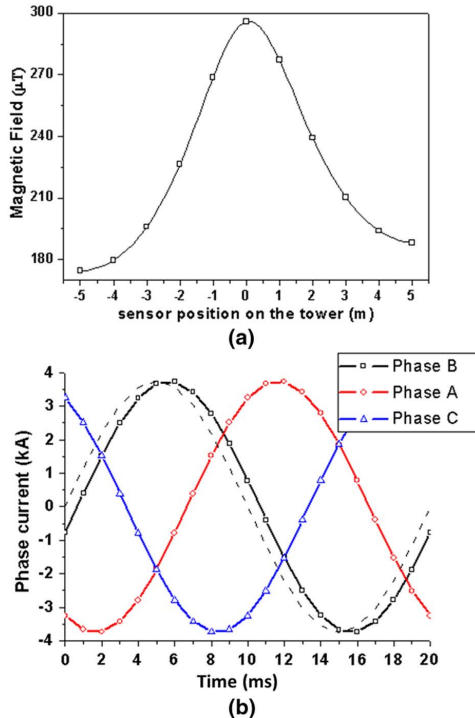 300
270
240
210
180
Magnetic Field (μT)
-5 -4 -3 -2 -1 0 1 2 3 4 5
sensor position on the tower (m)
(a)
4
3
2
1
0
-1
-2
-3
-4
Phase current (kA)
Phase B
Phase A
Phase C
0 2 4 6 8 10 12 14 16 18 20
Time (ms)
(b)